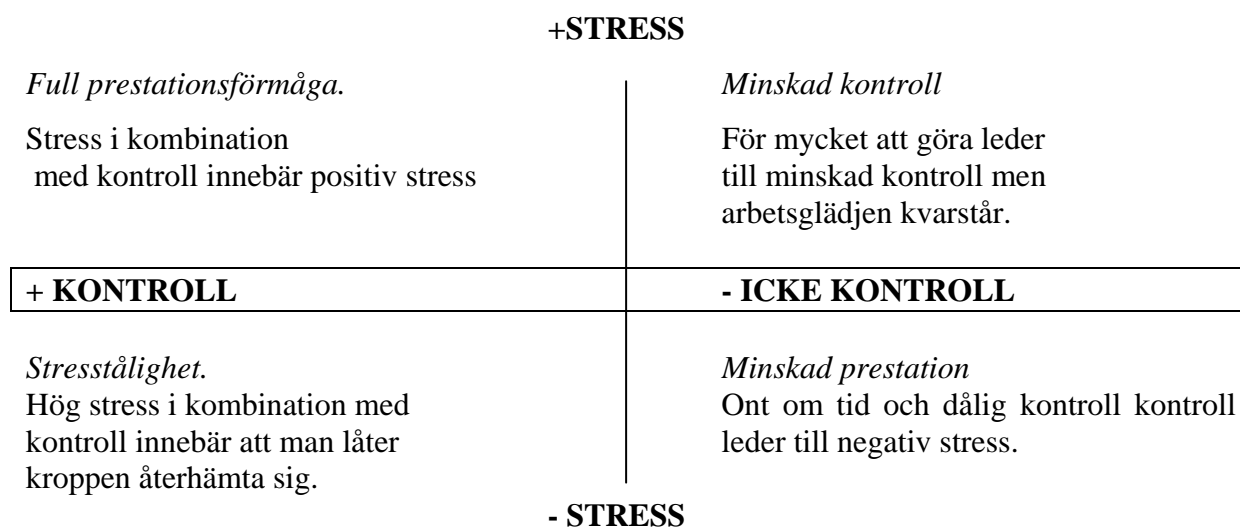 +STRESS
Full prestationsförmåga.
Stress i kombination
med kontroll innebär positiv stress
Minskad kontroll
För mycket att göra leder
till minskad kontroll men
arbetsglädjen kvarstår.
+ KONTROLL
- ICKE KONTROLL
Stresstålighet.
Hög stress i kombination med
kontroll innebär att man låter
kroppen återhämta sig.
Minskad prestation
Ont om tid och dålig kontroll kontroll
leder till negativ stress.
- STRESS